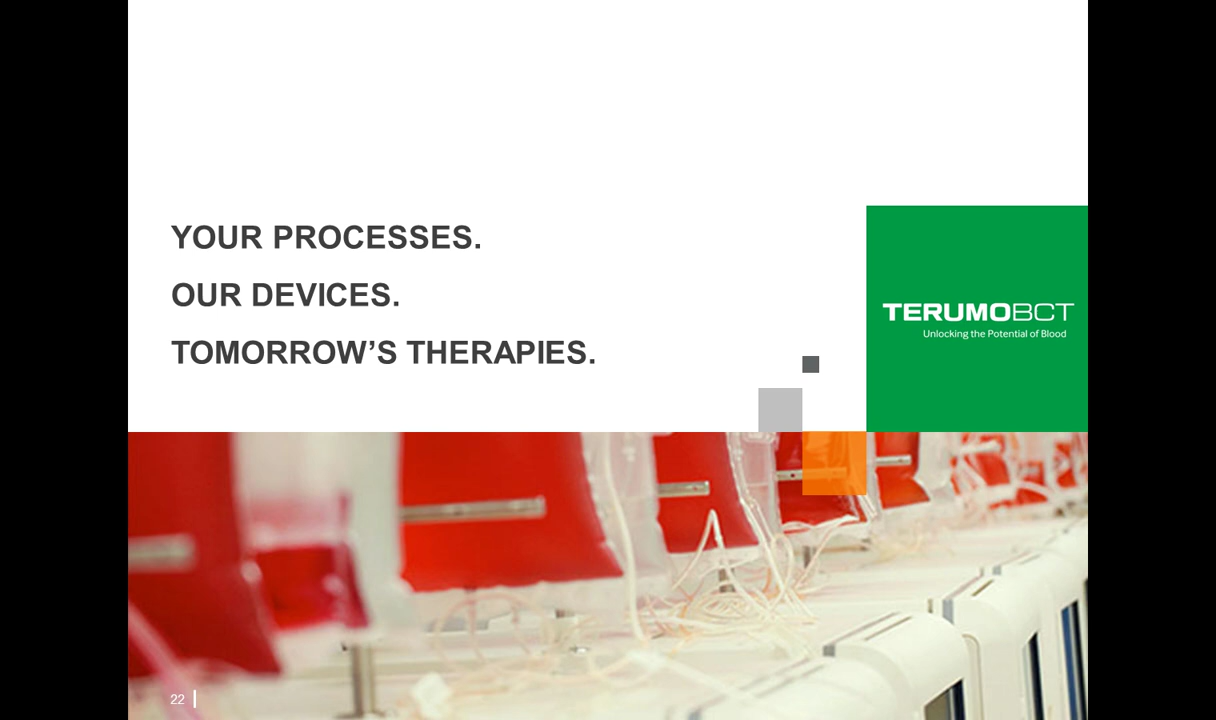 YOUR PROCESSES.
OUR DEVICES.
TOMORROW’S THERAPIES.
TERUMOBCT
Unlocking the Potential of Blood
22